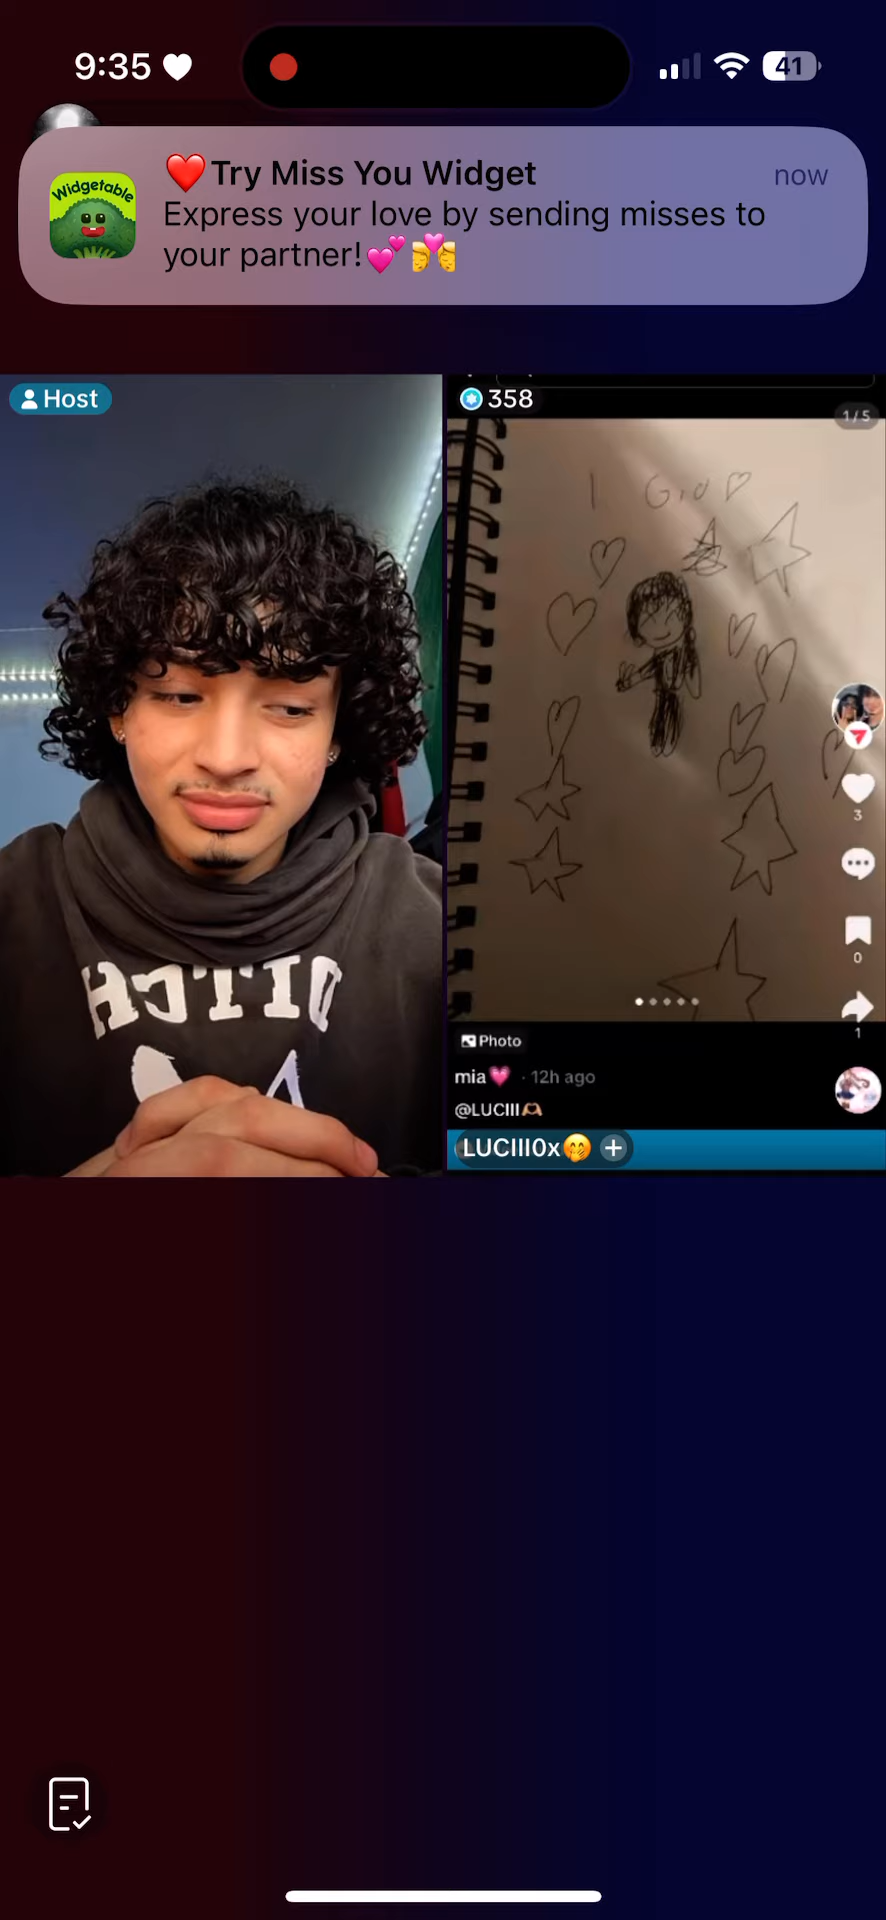 9:35
41
Widgetable
❤️Try Miss You Widget
now
Express your love by sending misses to
your partner!💕💏
Host
358
1/5
I Gio♡
3
0
1
Photo
mia💗 · 12h ago
@LUCIII🫶🏽
LUCIII0x🤭 +